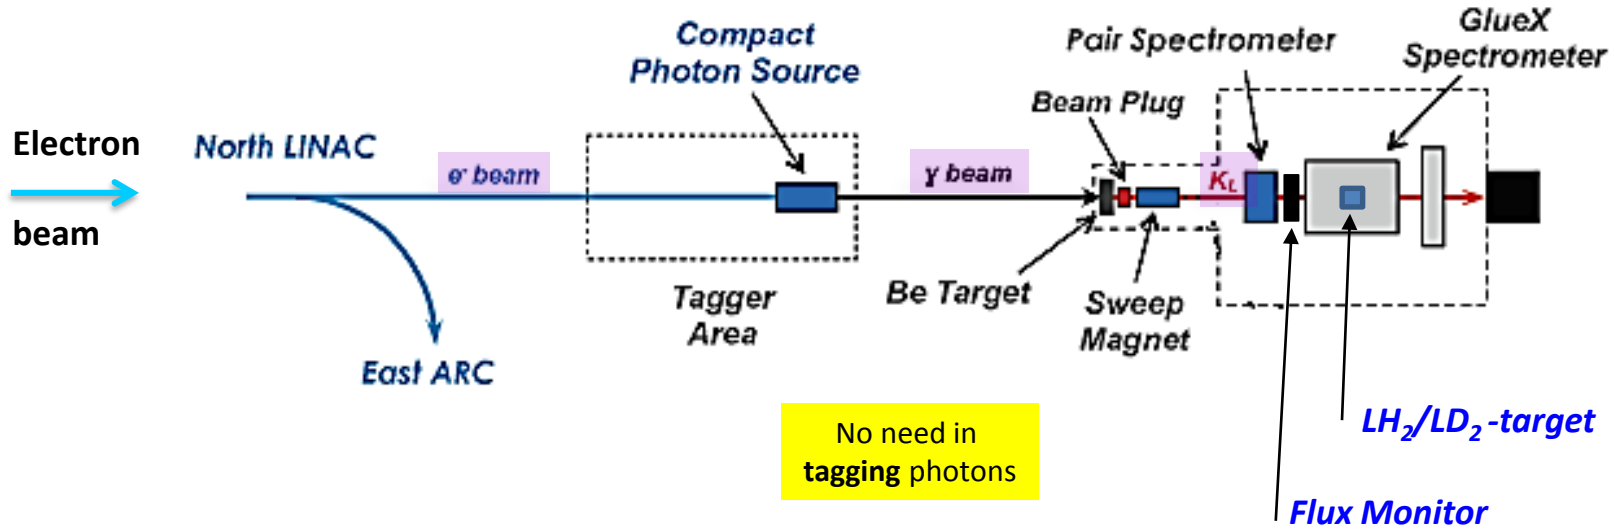 Electron
beam
North LINAC
e⁻ beam
East ARC
Compact
Photon Source
Tagger
Area
γ beam
Be Target
Beam Plug
Sweep
Magnet
K_L
Pair Spectrometer
GlueX
Spectrometer
No need in
tagging photons
LH₂/LD₂ -target
Flux Monitor